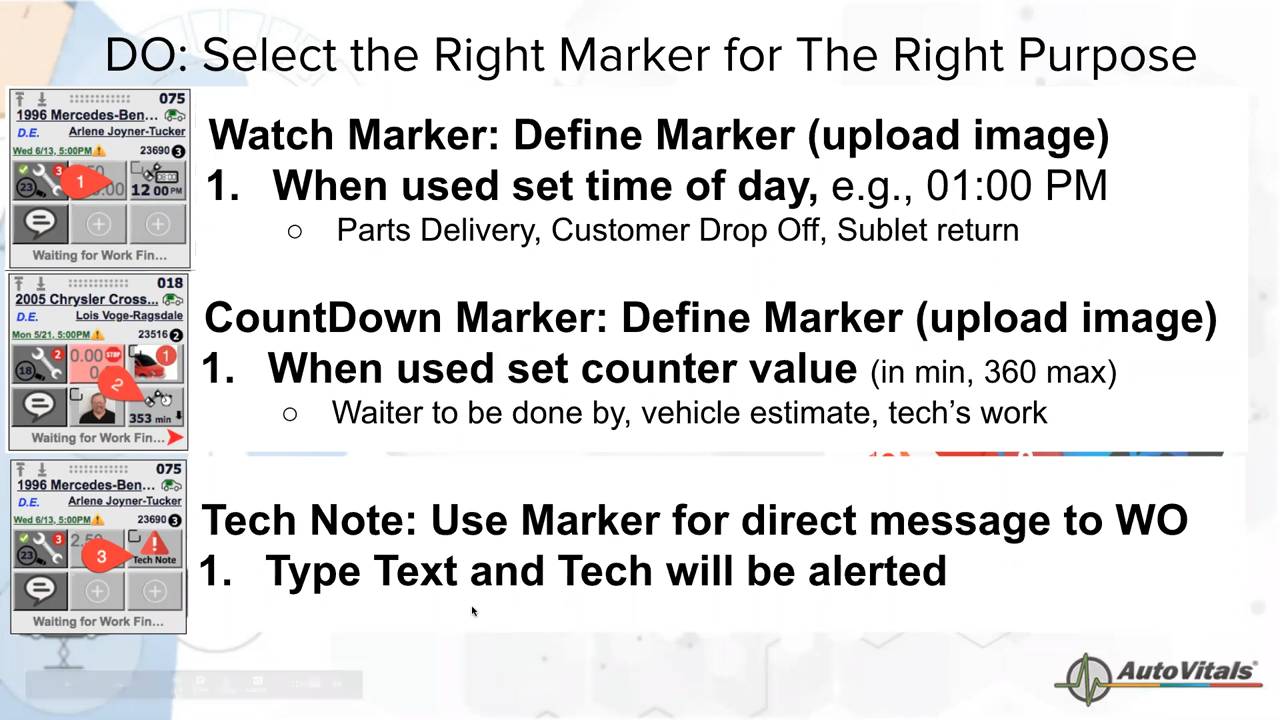 DO: Select the Right Marker for The Right Purpose
075
1996 Mercedes-Ben...
D.E. Arlene Joyner-Tucker
Wed 6/13, 5:00PM 23690 3
23 3 1 .00 12 00 PM
Waiting for Work Fin...
Watch Marker: Define Marker (upload image)
1. When used set time of day, e.g., 01:00 PM
○ Parts Delivery, Customer Drop Off, Sublet return
018
2005 Chrysler Cross...
D.E. Lois Voge-Ragsdale
Mon 5/21, 5:00PM 23516 2
18 2 0.00 STOP 1
2 353 min
Waiting for Work Fin...
CountDown Marker: Define Marker (upload image)
1. When used set counter value (in min, 360 max)
○ Waiter to be done by, vehicle estimate, tech's work
075
1996 Mercedes-Ben...
D.E. Arlene Joyner-Tucker
Wed 6/13, 5:00PM 23690 3
23 3 2.50 3 Tech Note
Waiting for Work Fin...
Tech Note: Use Marker for direct message to WO
1. Type Text and Tech will be alerted
AutoVitals